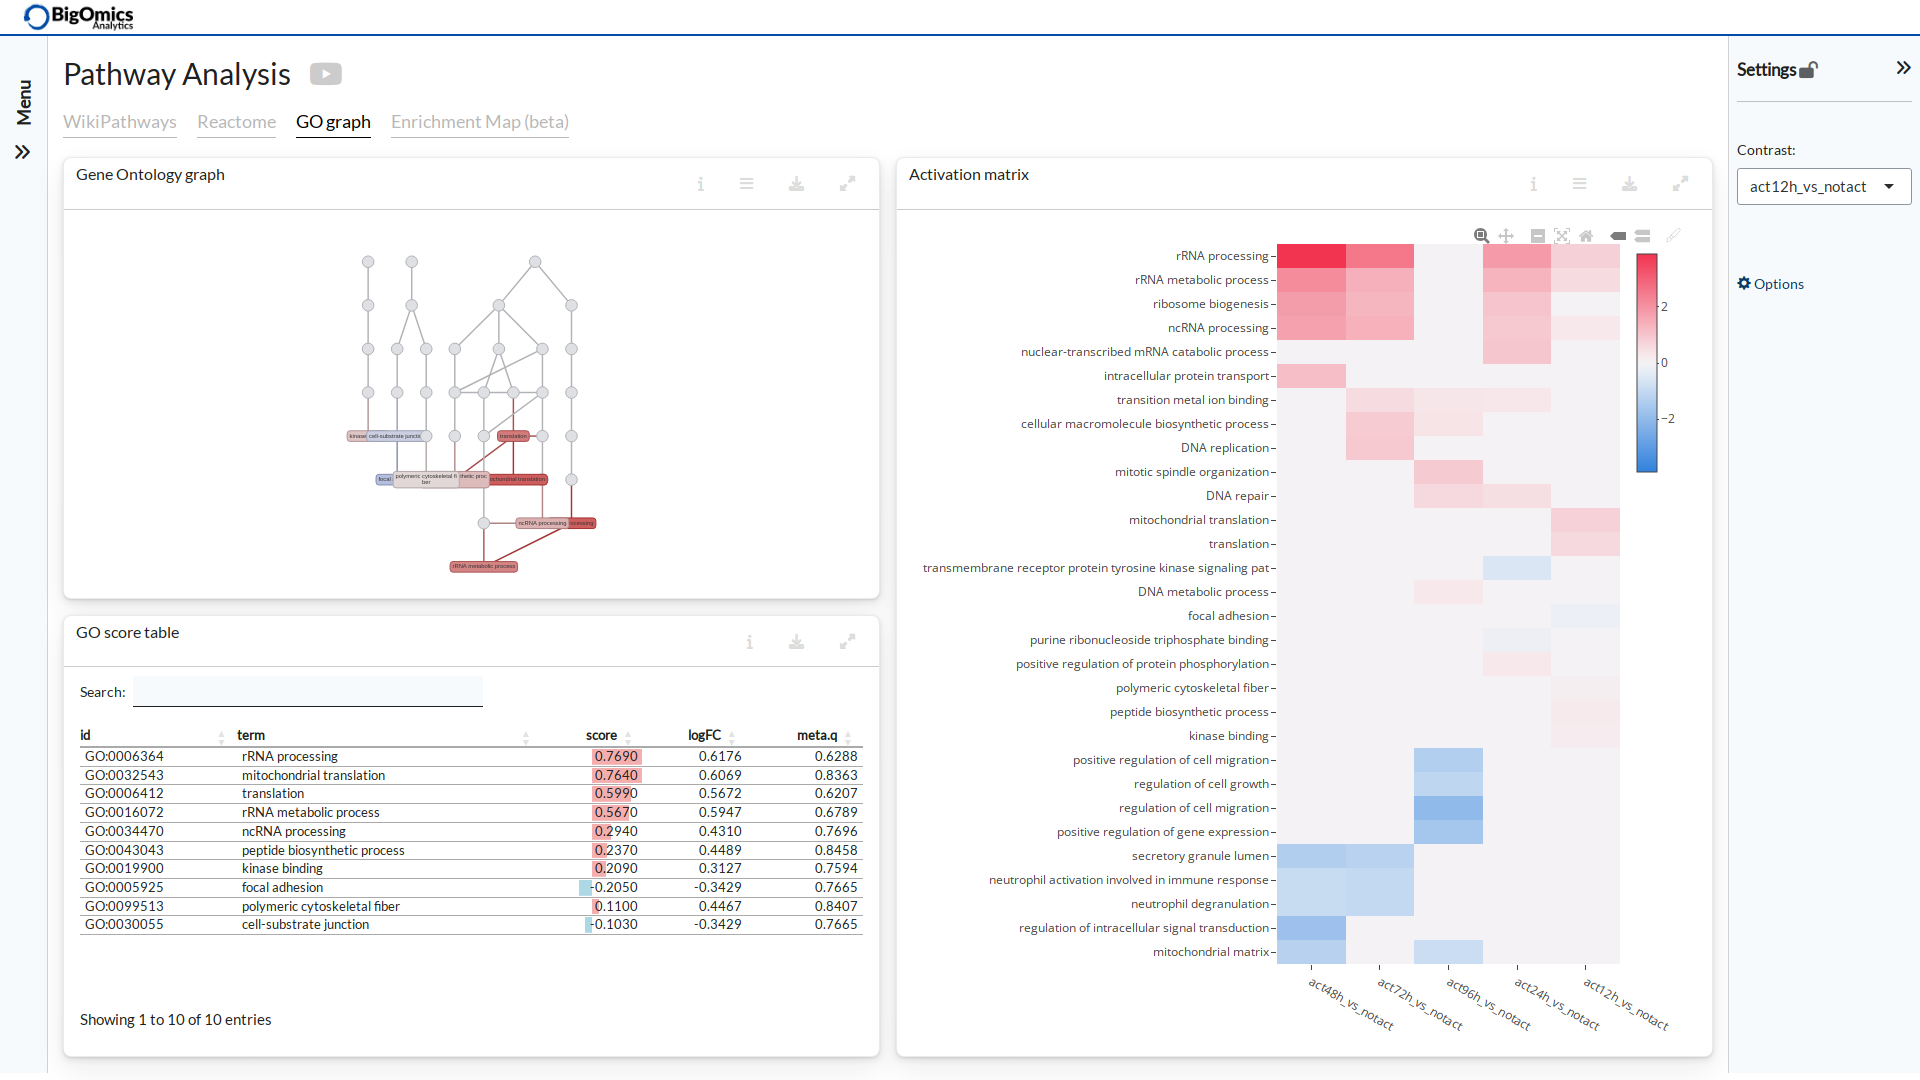 BigOmics
Analytics
Menu
Pathway Analysis
WikiPathways Reactome GO graph Enrichment Map (beta)
Settings
Contrast:
act12h_vs_notact
Options
Gene Ontology graph
kinase cell-substrate juncti
translation
focal
polymeric cytoskeletal fi
ber
thetic proc
chondrial translation
ncRNA processing
ocessing
rRNA metabolic process
GO score table
Search:
id term score logFC meta.q
GO:0006364 rRNA processing 0.7690 0.6176 0.6288
GO:0032543 mitochondrial translation 0.7640 0.6069 0.8363
GO:0006412 translation 0.5990 0.5672 0.6207
GO:0016072 rRNA metabolic process 0.5670 0.5947 0.6789
GO:0034470 ncRNA processing 0.2940 0.4310 0.7696
GO:0043043 peptide biosynthetic process 0.2370 0.4489 0.8458
GO:0019900 kinase binding 0.2090 0.3127 0.7594
GO:0005925 focal adhesion -0.2050 -0.3429 0.7665
GO:0099513 polymeric cytoskeletal fiber 0.1100 0.4467 0.8407
GO:0030055 cell-substrate junction -0.1030 -0.3429 0.7665
Showing 1 to 10 of 10 entries
Activation matrix
rRNA processing
rRNA metabolic process
ribosome biogenesis
ncRNA processing
nuclear-transcribed mRNA catabolic process
intracellular protein transport
transition metal ion binding
cellular macromolecule biosynthetic process
DNA replication
mitotic spindle organization
DNA repair
mitochondrial translation
translation
transmembrane receptor protein tyrosine kinase signaling pat
DNA metabolic process
focal adhesion
purine ribonucleoside triphosphate binding
positive regulation of protein phosphorylation
polymeric cytoskeletal fiber
peptide biosynthetic process
kinase binding
positive regulation of cell migration
regulation of cell growth
regulation of cell migration
positive regulation of gene expression
secretory granule lumen
neutrophil activation involved in immune response
neutrophil degranulation
regulation of intracellular signal transduction
mitochondrial matrix
act48h_vs_notact
act72h_vs_notact
act96h_vs_notact
act24h_vs_notact
act12h_vs_notact
2
0
−2